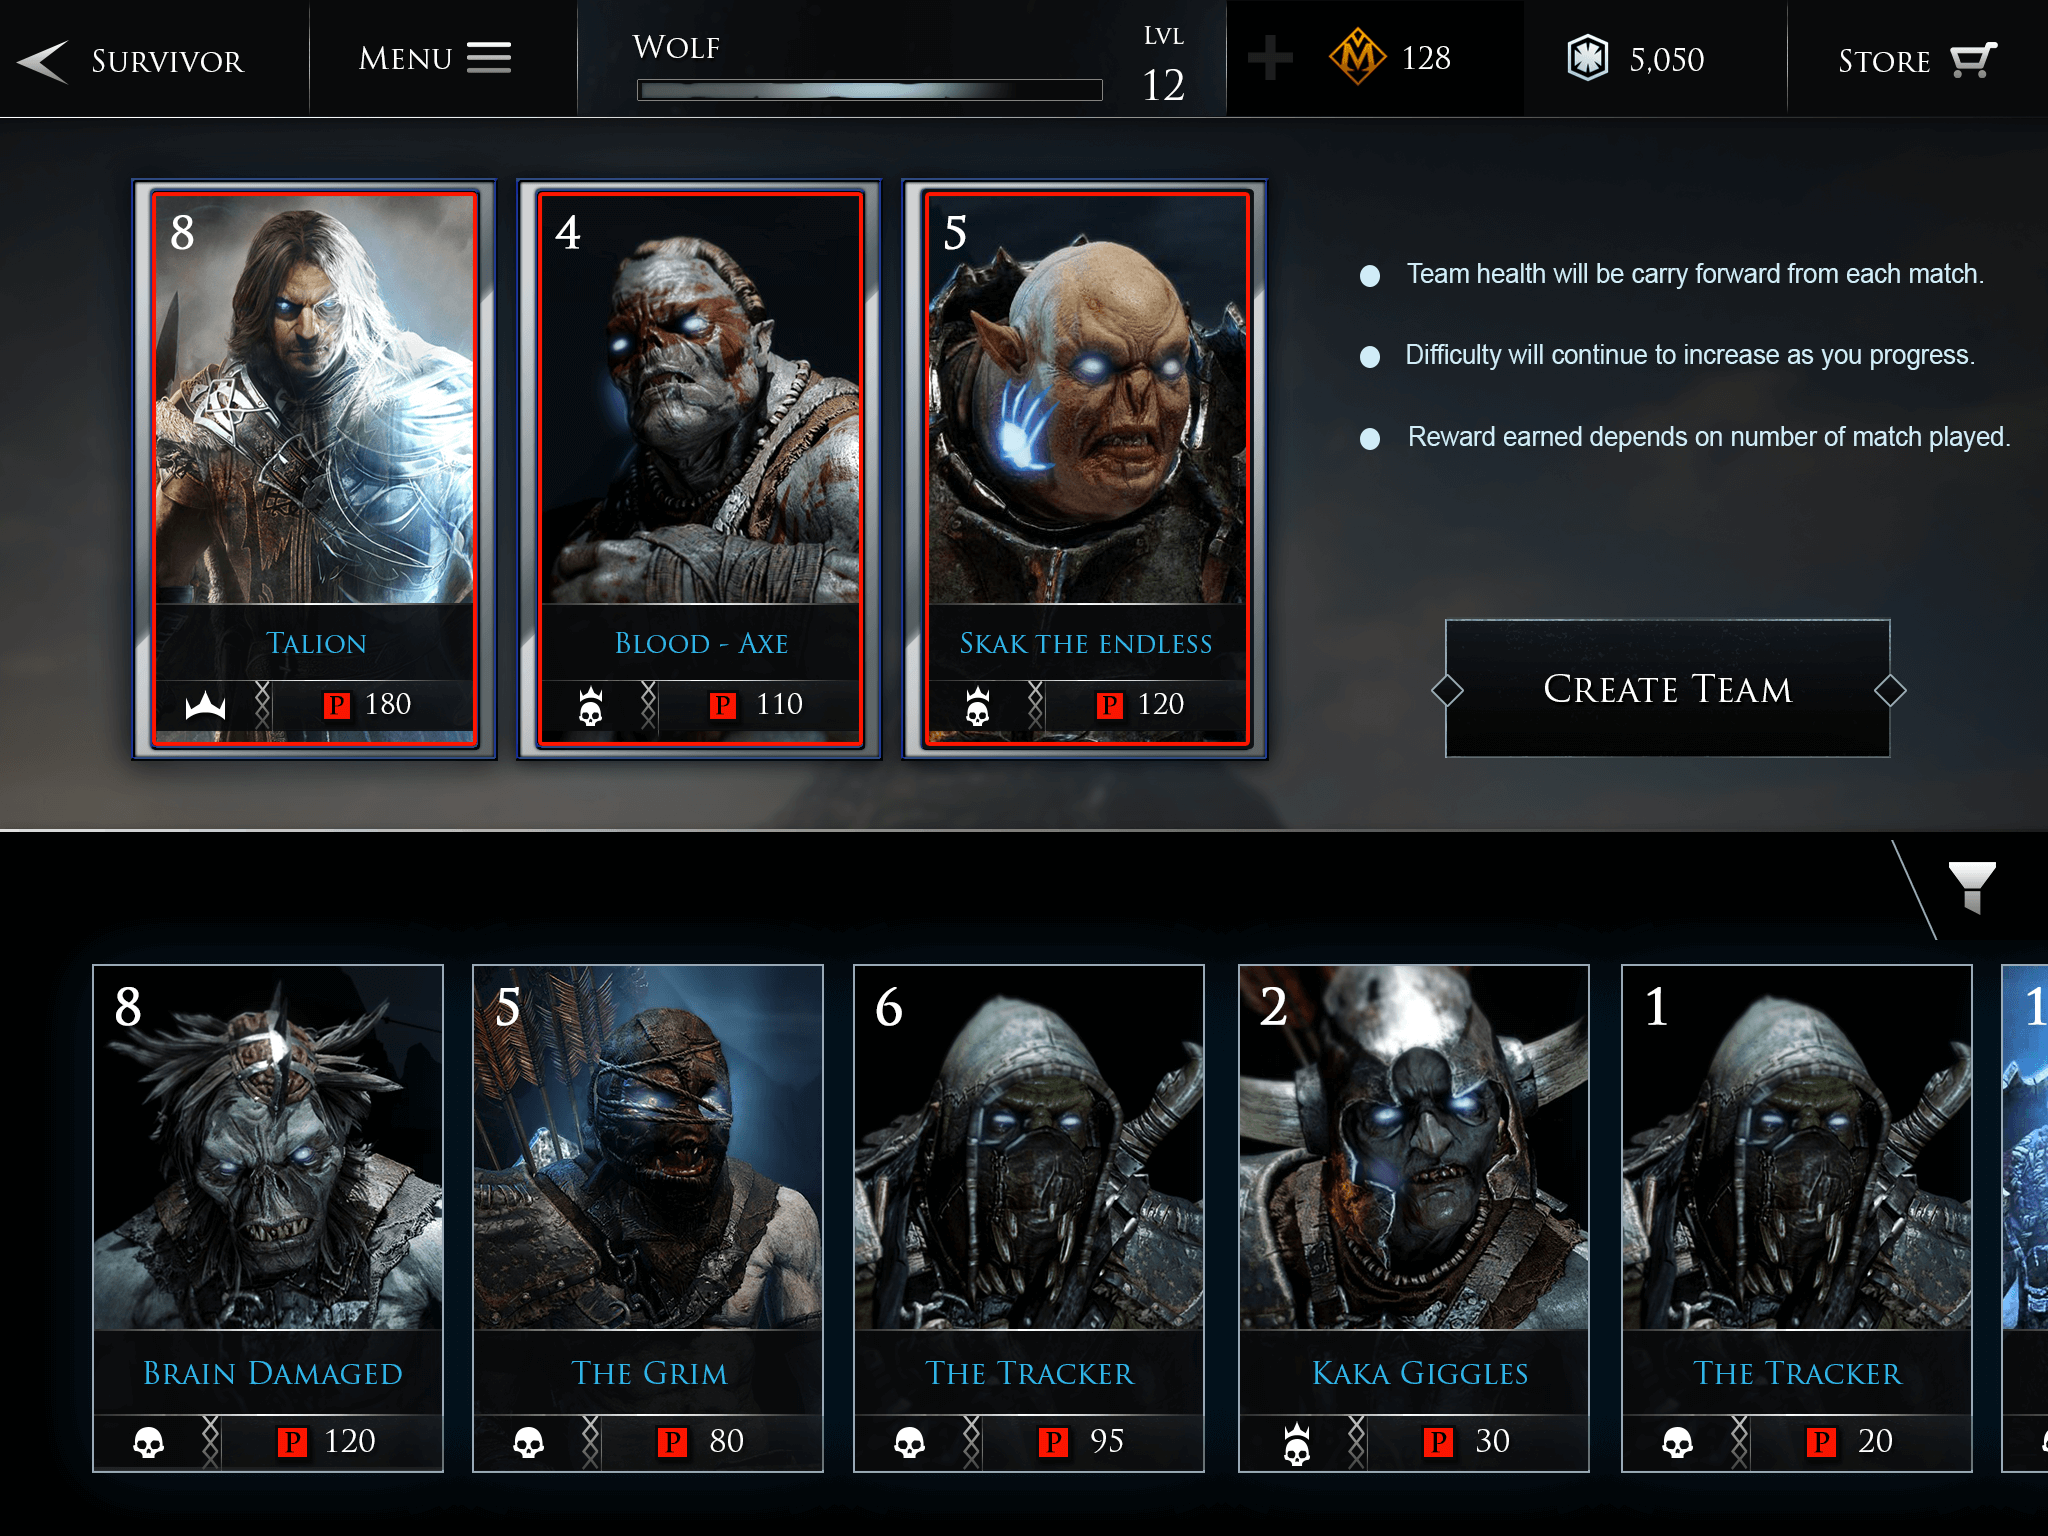 Survivor
Menu
Wolf
Lvl
12
128
5,050
Store
8
4
5
Team health will be carry forward from each match.
Difficulty will continue to increase as you progress.
Reward earned depends on number of match played.
Talion
Blood - Axe
Skak the endless
P 180
P 110
P 120
Create Team
8
5
6
2
1
1
Brain Damaged
The Grim
The Tracker
Kaka Giggles
The Tracker
P 120
P 80
P 95
P 30
P 20